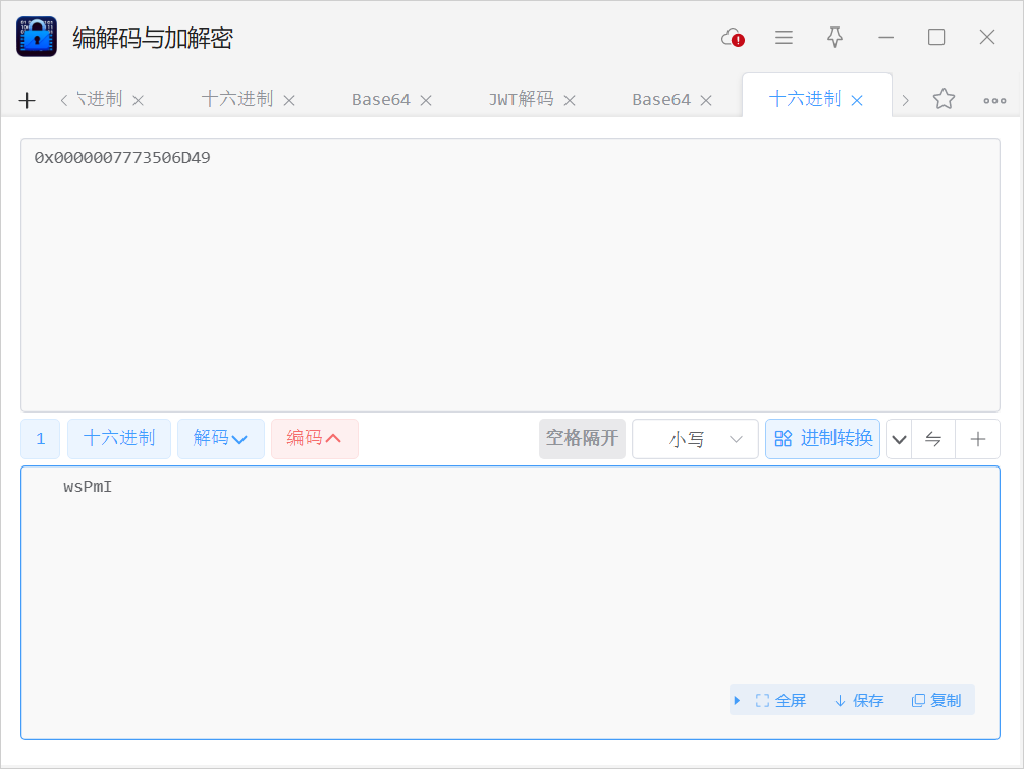 编解码与加解密
进制 十六进制 Base64 JWT解码 Base64 十六进制
0x0000007773506D49
1 十六进制 解码 编码 空格隔开 小写 进制转换
wsPmI
全屏 保存 复制